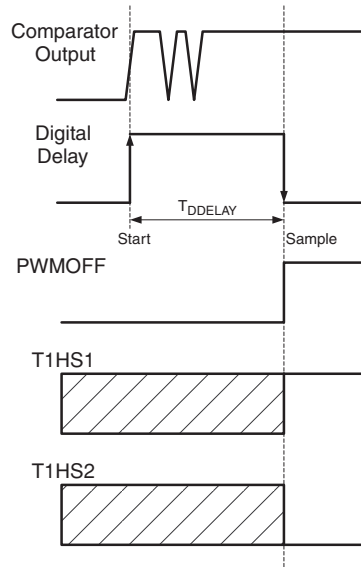 Comparator
Output
Digital
Delay
TDDELAY
Start
Sample
PWMOFF
T1HS1
T1HS2